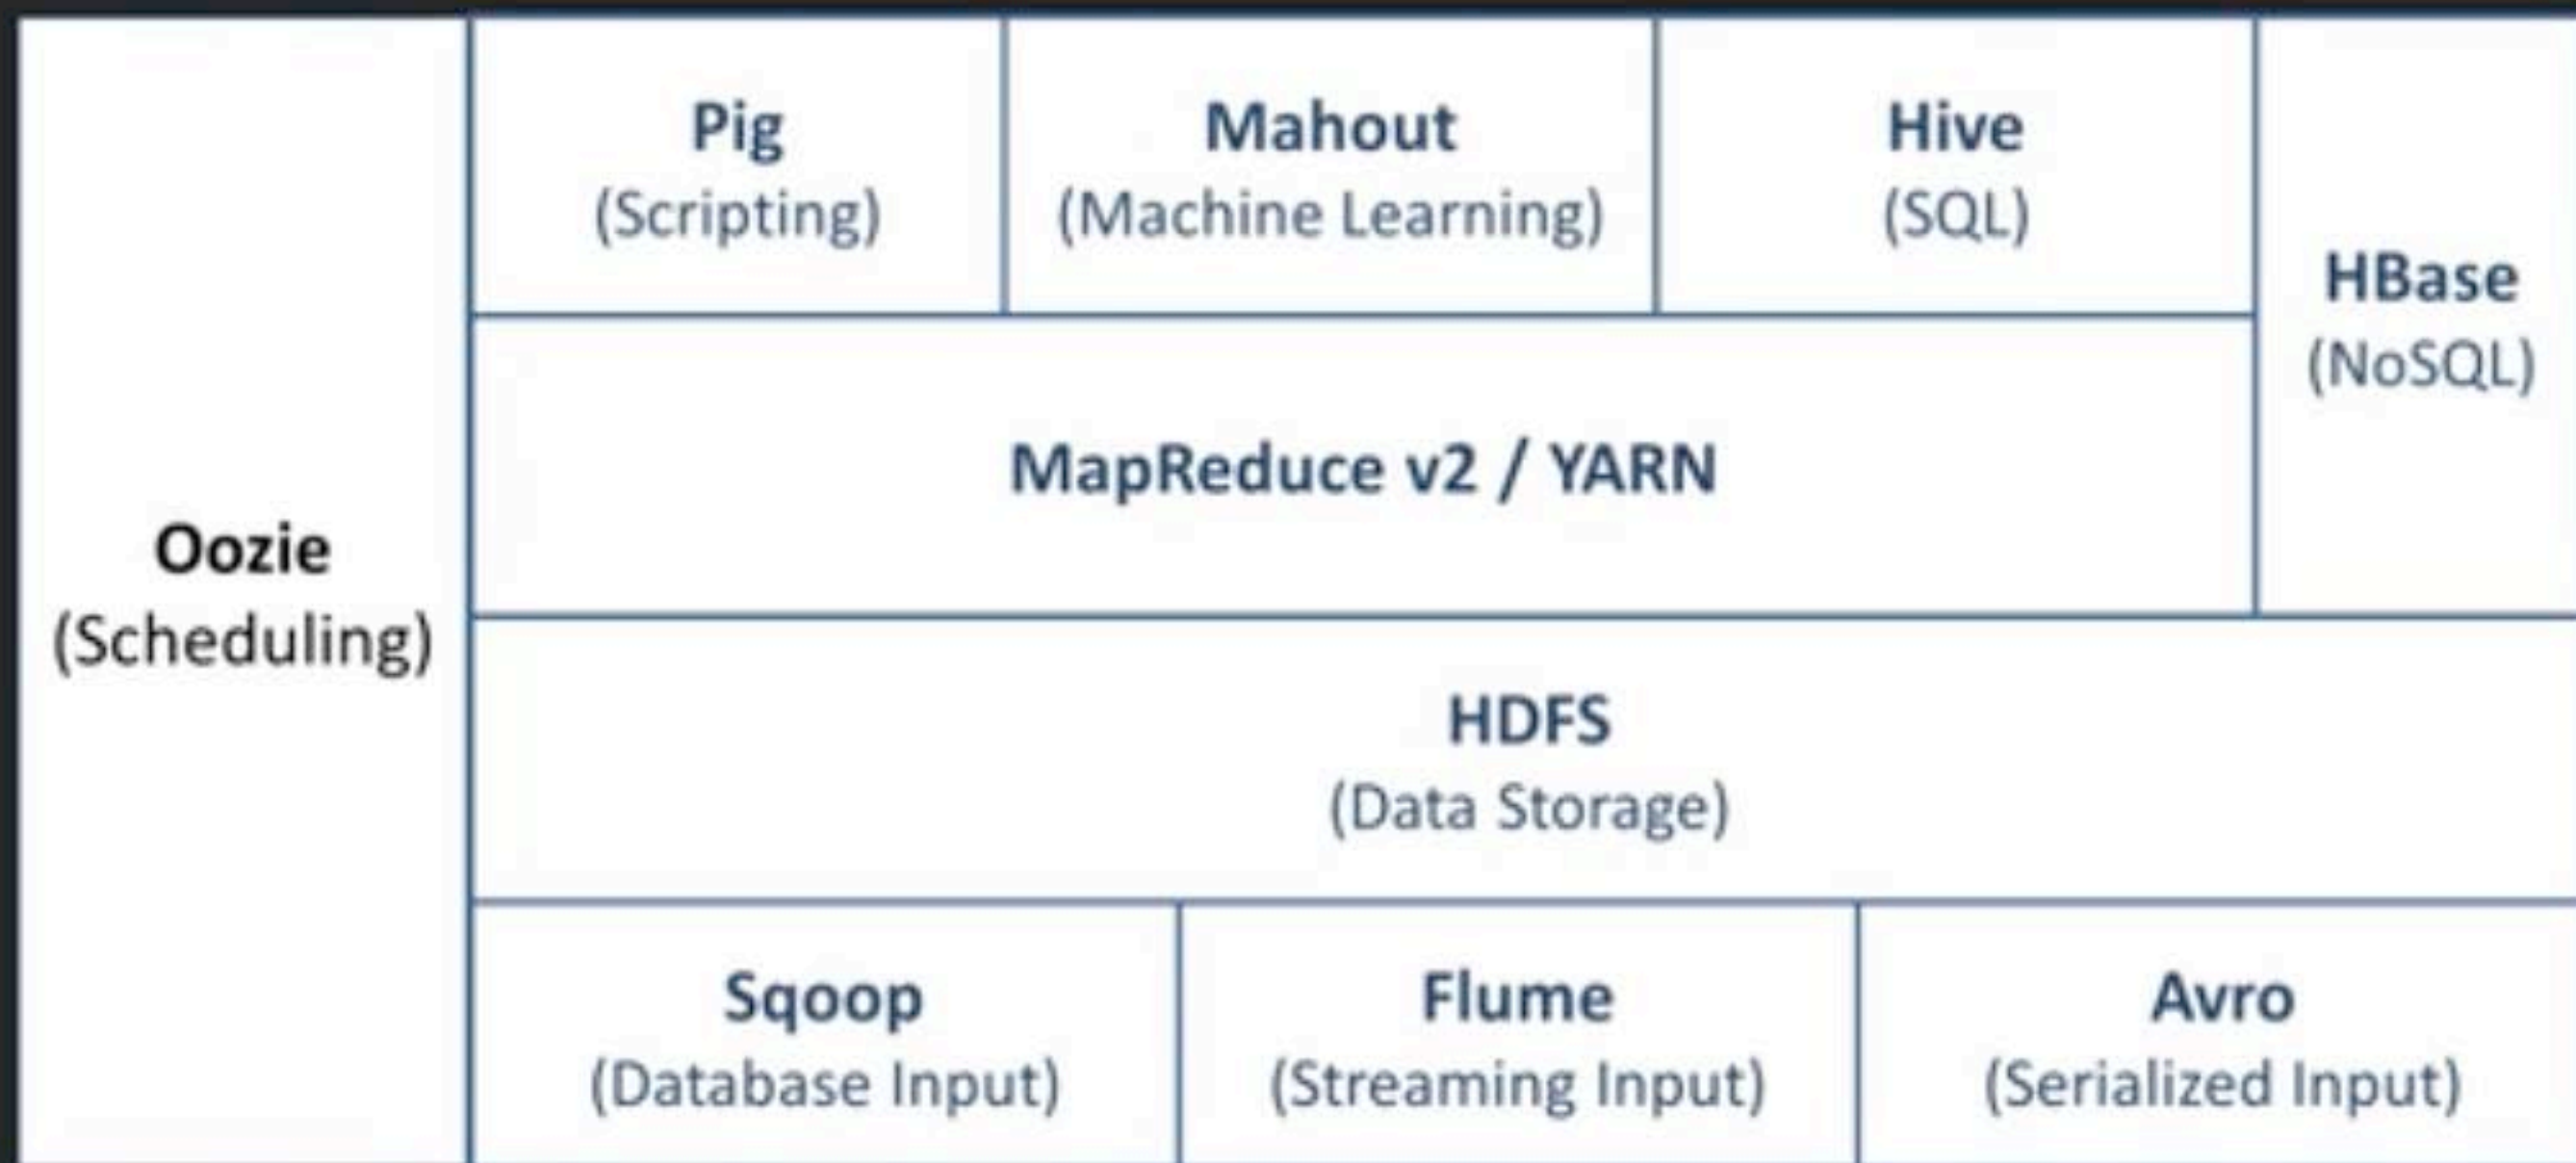 Pig
(Scripting)
Mahout
(Machine Learning)
Hive
(SQL)
HBase
(NoSQL)
MapReduce v2 / YARN
Oozie
(Scheduling)
HDFS
(Data Storage)
Sqoop
(Database Input)
Flume
(Streaming Input)
Avro
(Serialized Input)